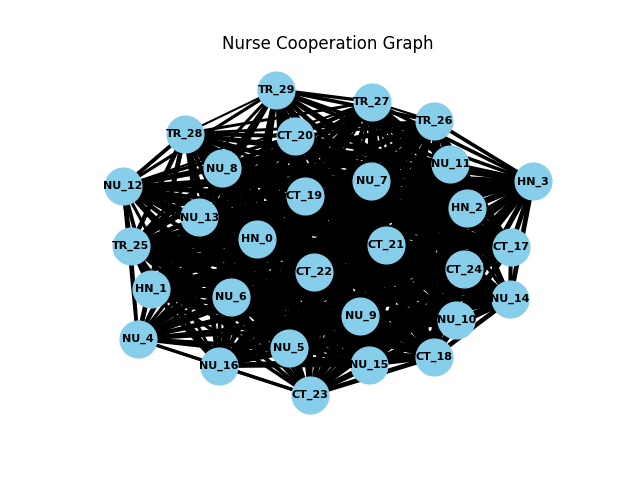 Nurse Cooperation Graph
TR_29
TR_27
TR_26
TR_28
CT_20
NU_11
NU_8
NU_7
HN_3
NU_12
CT_19
HN_2
NU_13
HN_0
CT_21
CT_17
TR_25
CT_22
CT_24
HN_1
NU_6
NU_14
NU_9
NU_10
NU_4
NU_5
CT_18
NU_16
NU_15
CT_23